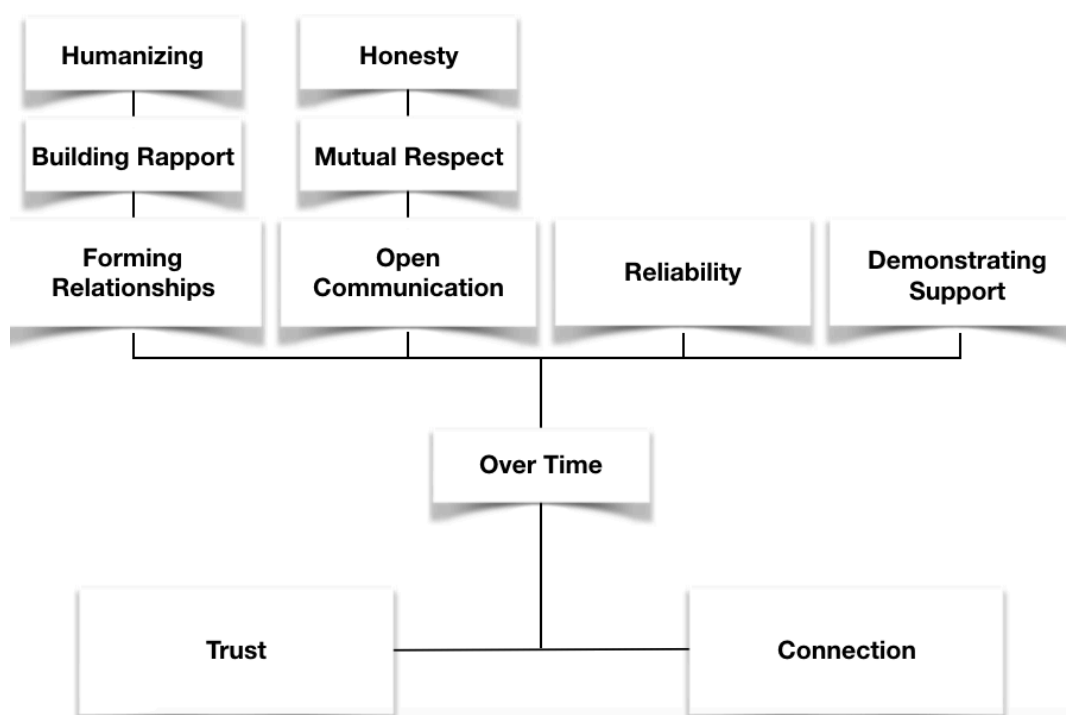 Humanizing
Honesty
Building Rapport
Mutual Respect
Forming
Relationships
Open
Communication
Reliability
Demonstrating
Support
Over Time
Trust
Connection